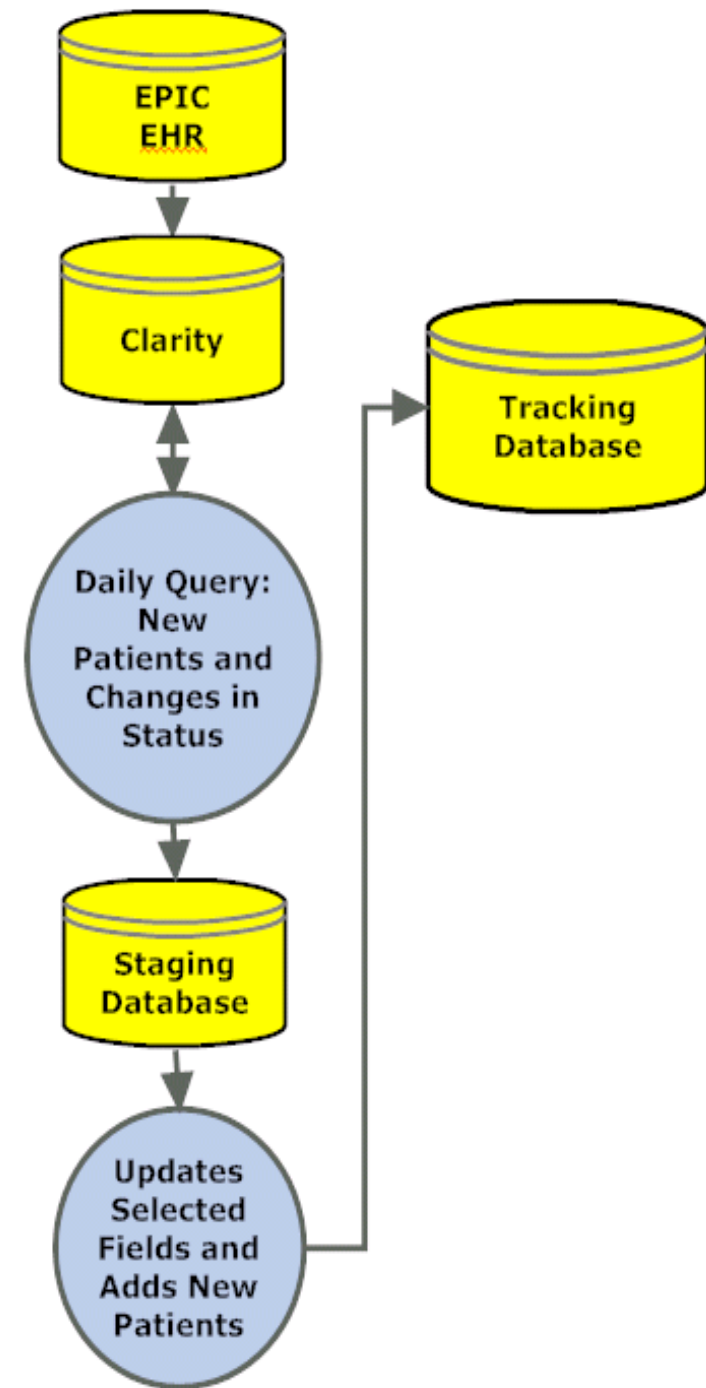 EPIC
EHR
Clarity
Daily Query:
New
Patients and
Changes in
Status
Staging
Database
Updates
Selected
Fields and
Adds New
Patients
Tracking
Database